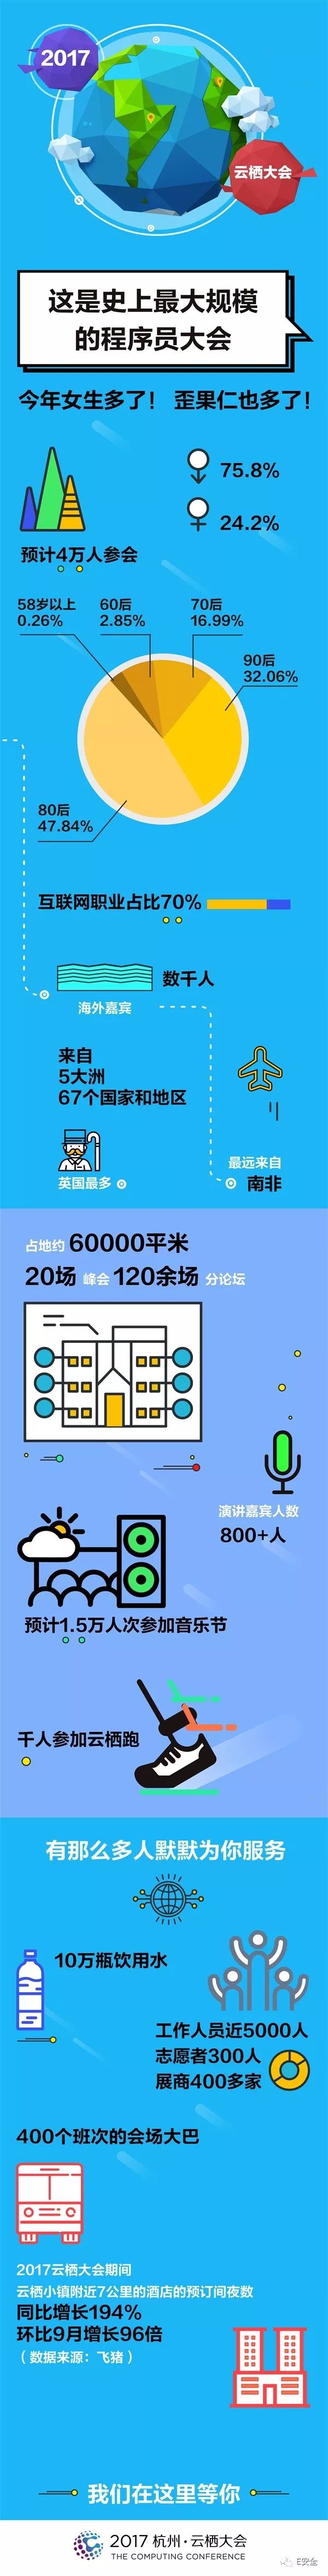 2017
云栖大会
这是史上最大规模
的程序员大会
今年女生多了！ 歪果仁也多了！
75.8%
24.2%
预计4万人参会
58岁以上
0.26%
60后
2.85%
70后
16.99%
90后
32.06%
80后
47.84%
互联网职业占比70%
数千人
海外嘉宾
来自
5大洲
67个国家和地区
英国最多
最远来自
南非
占地约 60000平米
20场 峰会 120余场 分论坛
演讲嘉宾人数
800+人
预计1.5万人次参加音乐节
千人参加云栖跑
有那么多人默默为你服务
10万瓶饮用水
工作人员近5000人
志愿者300人
展商400多家
400个班次的会场大巴
2017云栖大会期间
云栖小镇附近7公里的酒店的预订间夜数
同比增长194%
环比9月增长96倍
（数据来源：飞猪）
我们在这里等你
2017 杭州·云栖大会
THE COMPUTING CONFERENCE
E安全